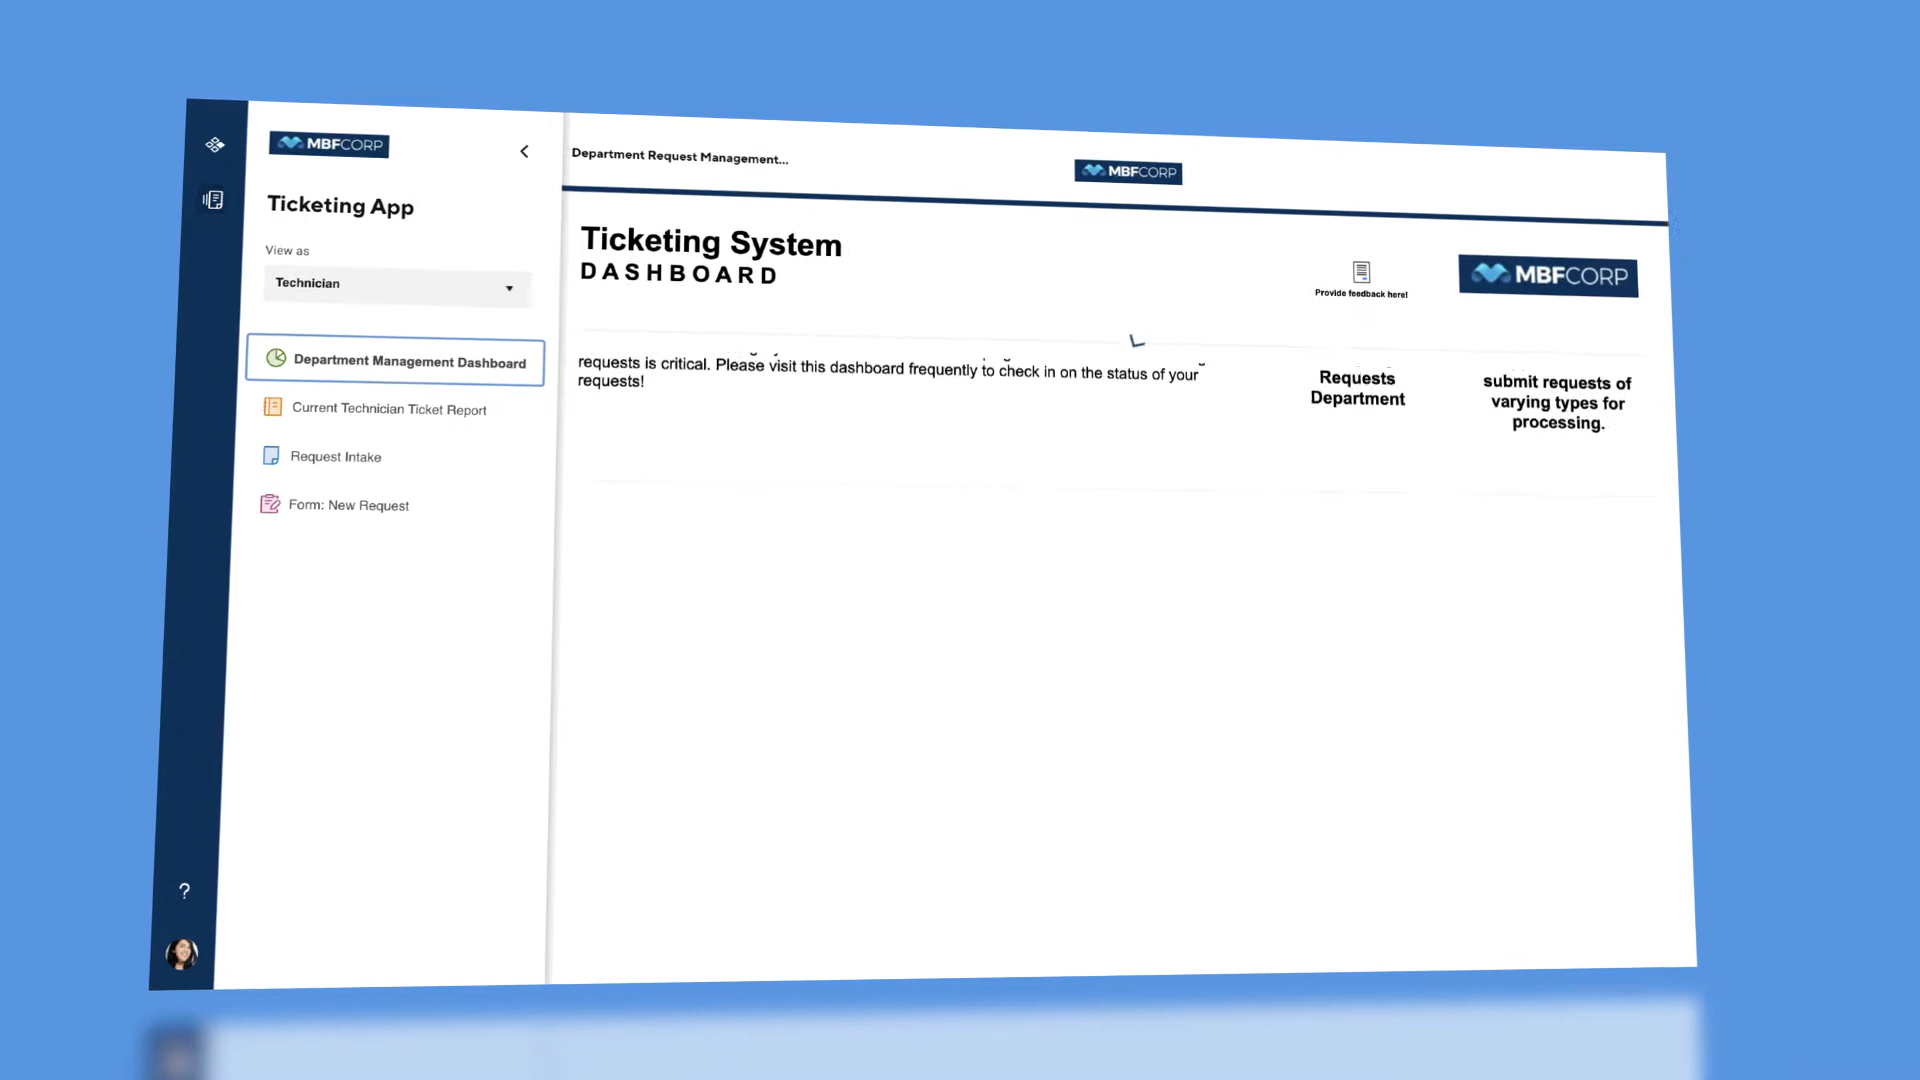 MBFCORP
Ticketing App
View as
Technician
Department Management Dashboard
Current Technician Ticket Report
Request Intake
Form: New Request
?
Department Request Management...
MBFCORP
Ticketing System
DASHBOARD
Provide feedback here!
MBFCORP
requests is critical. Please visit this dashboard frequently to check in on the status of your
requests!
Requests
Department
submit requests of
varying types for
processing.